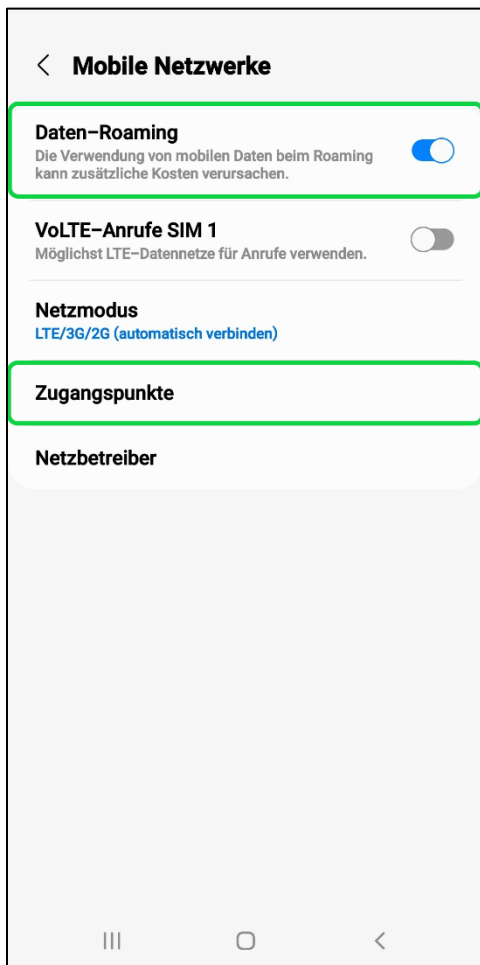 Mobile Netzwerke
Daten-Roaming
Die Verwendung von mobilen Daten beim Roaming
kann zusätzliche Kosten verursachen.
VoLTE-Anrufe SIM 1
Möglichst LTE-Datennetze für Anrufe verwenden.
Netzmodus
LTE/3G/2G (automatisch verbinden)
Zugangspunkte
Netzbetreiber